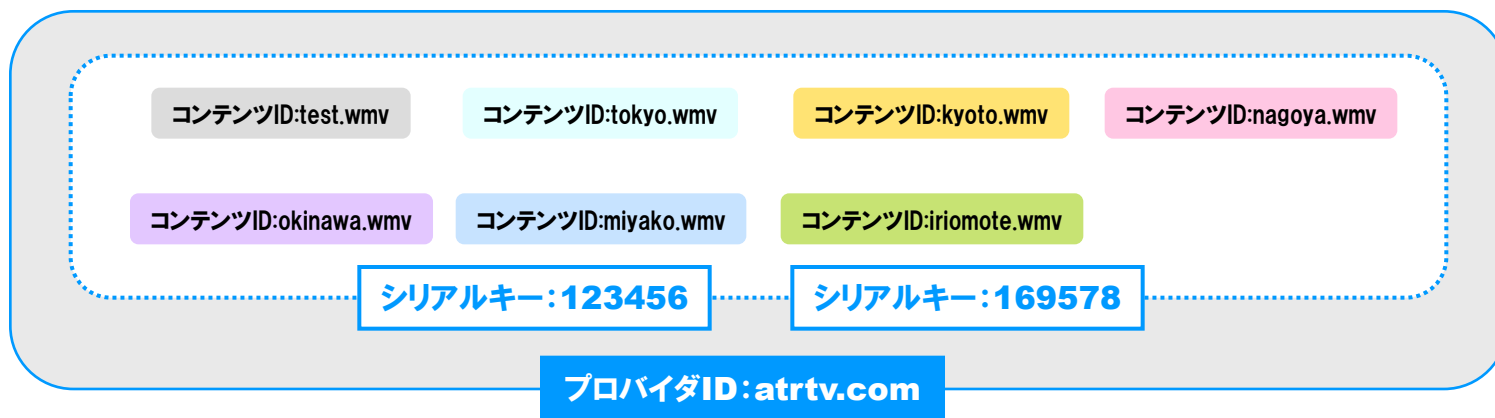 コンテンツID:test.wmv
コンテンツID:tokyo.wmv
コンテンツID:kyoto.wmv
コンテンツID:nagoya.wmv
コンテンツID:okinawa.wmv
コンテンツID:miyako.wmv
コンテンツID:iriomote.wmv
シリアルキー：123456
シリアルキー：169578
プロバイダID：atrtv.com